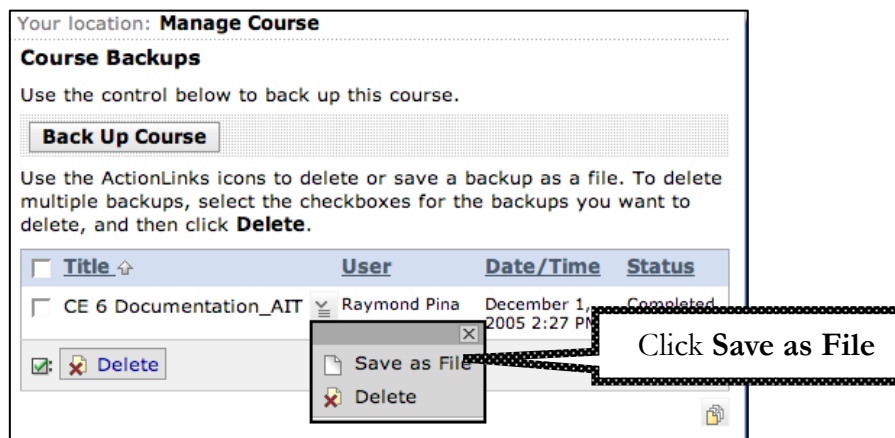 Your location: Manage Course
Course Backups
Use the control below to back up this course.
Back Up Course
Use the ActionLinks icons to delete or save a backup as a file. To delete
multiple backups, select the checkboxes for the backups you want to
delete, and then click Delete.
Title User Date/Time Status
CE 6 Documentation_AIT Raymond Pina December 1, Completed
2005 2:27 PM
Click Save as File
Save as File
Delete
Delete